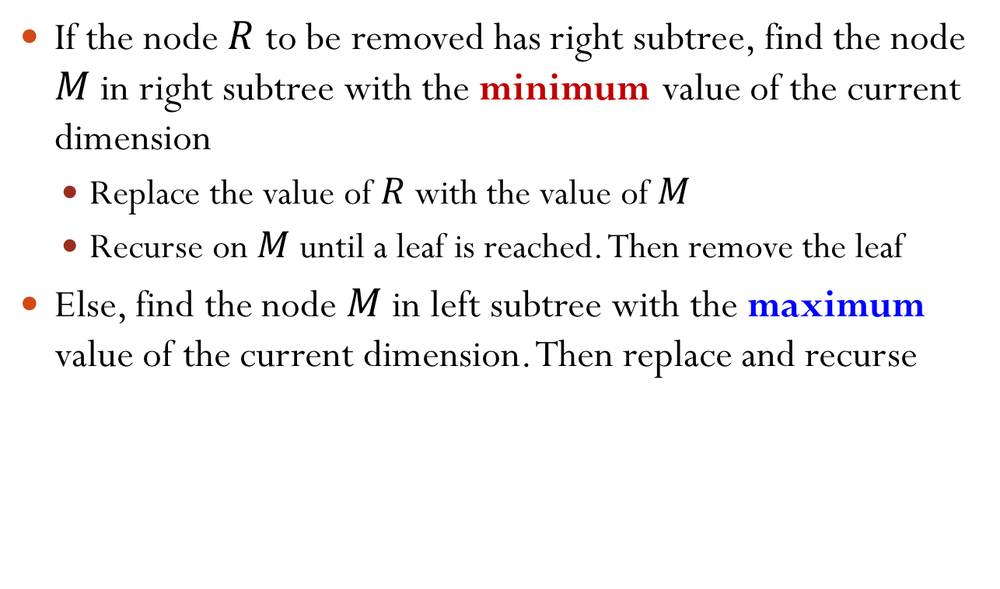 • If the node R to be removed has right subtree, find the node
M in right subtree with the minimum value of the current
dimension
• Replace the value of R with the value of M
• Recurse on M until a leaf is reached. Then remove the leaf
• Else, find the node M in left subtree with the maximum
value of the current dimension. Then replace and recurse